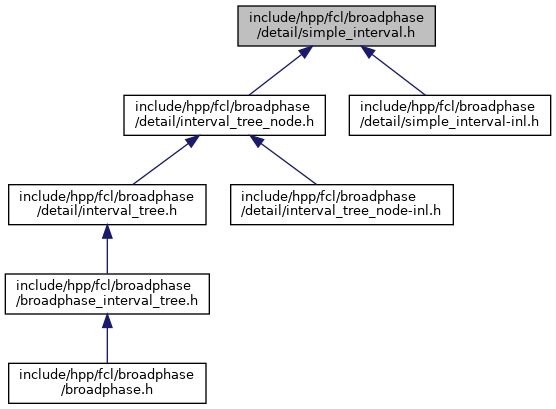 include/hpp/fcl/broadphase
/detail/simple_interval.h
include/hpp/fcl/broadphase
/detail/interval_tree_node.h
include/hpp/fcl/broadphase
/detail/simple_interval-inl.h
include/hpp/fcl/broadphase
/detail/interval_tree.h
include/hpp/fcl/broadphase
/detail/interval_tree_node-inl.h
include/hpp/fcl/broadphase
/broadphase_interval_tree.h
include/hpp/fcl/broadphase
/broadphase.h